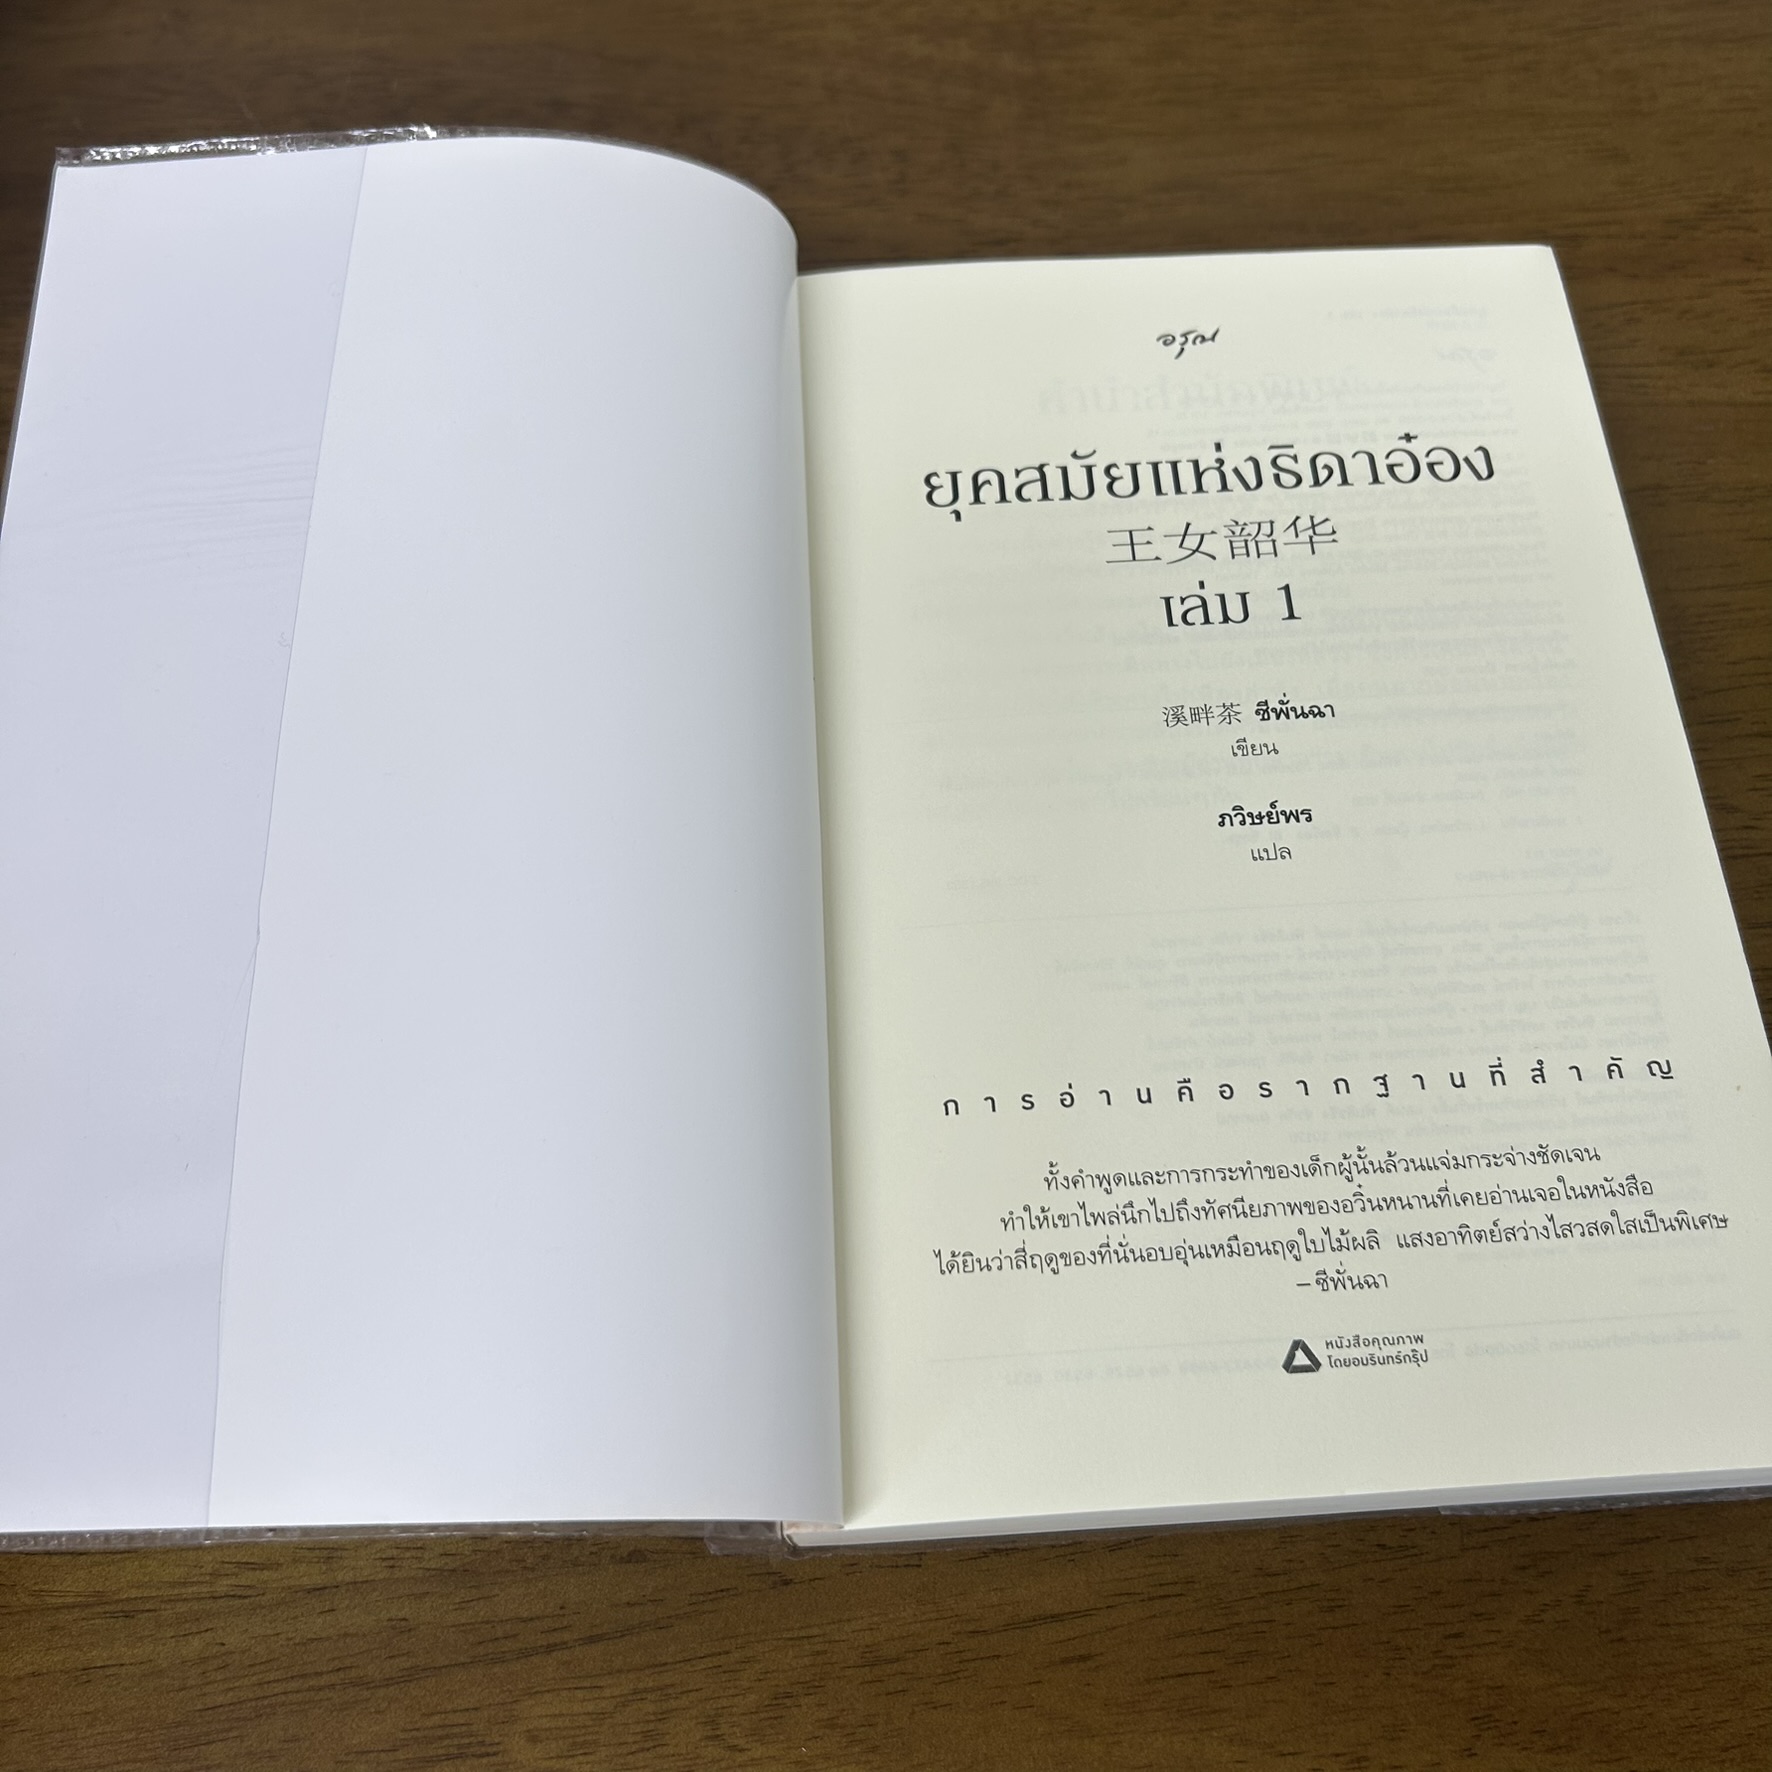 อรุณ
ยุคสมัยแห่งธิดาอ๋อง
王女韶华
เล่ม 1
溪畔茶 ซีพั่นฉา
เขียน
ภวิษย์พร
แปล
การอ่านคือรากฐานที่สำคัญ
ทั้งคำพูดและการกระทำของเด็กผู้นั้นล้วนแจ่มกระจ่างชัดเจน
ทำให้เขาไพล่นึกไปถึงทัศนียภาพของอวิ๋นหนานที่เคยอ่านเจอในหนังสือ
ได้ยินว่าสี่ฤดูของที่นั่นอบอุ่นเหมือนฤดูใบไม้ผลิ แสงอาทิตย์สว่างไสวสดใสเป็นพิเศษ
– ซีพั่นฉา
หนังสือคุณภาพ
โดยอมรินทร์กรุ๊ป